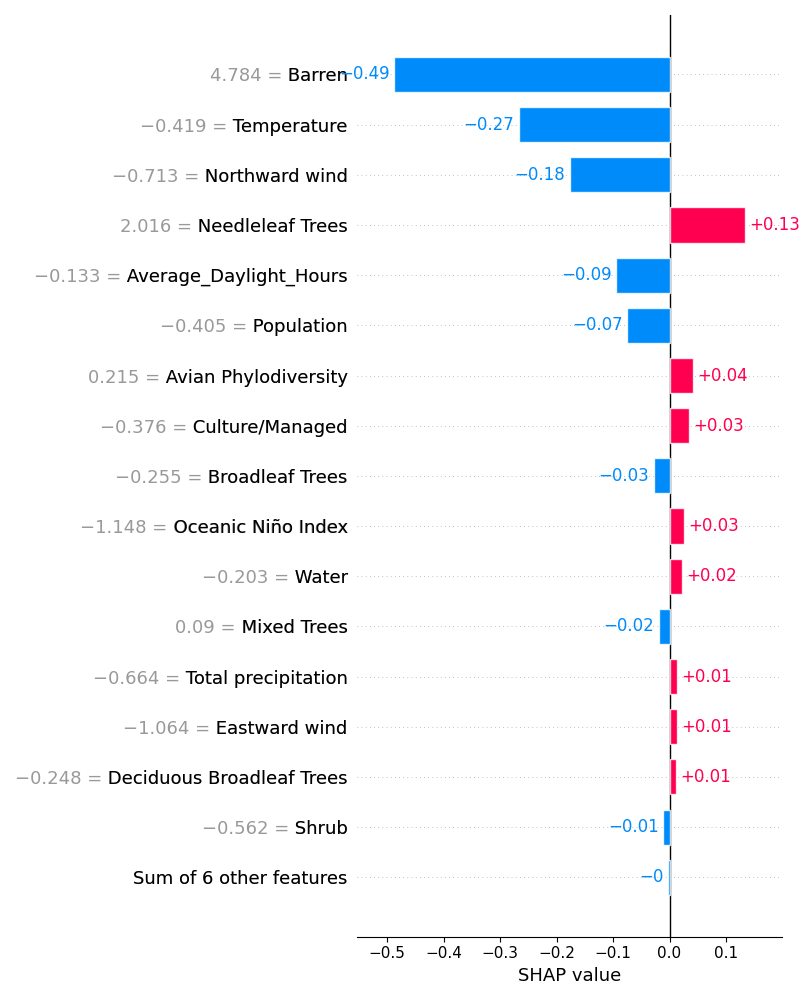 4.784 = Barren −0.49
−0.419 = Temperature −0.27
−0.713 = Northward wind −0.18
2.016 = Needleleaf Trees +0.13
−0.133 = Average_Daylight_Hours −0.09
−0.405 = Population −0.07
0.215 = Avian Phylodiversity +0.04
−0.376 = Culture/Managed +0.03
−0.255 = Broadleaf Trees −0.03
−1.148 = Oceanic Niño Index +0.03
−0.203 = Water +0.02
0.09 = Mixed Trees −0.02
−0.664 = Total precipitation +0.01
−1.064 = Eastward wind +0.01
−0.248 = Deciduous Broadleaf Trees +0.01
−0.562 = Shrub −0.01
Sum of 6 other features −0
−0.5 −0.4 −0.3 −0.2 −0.1 0.0 0.1
SHAP value